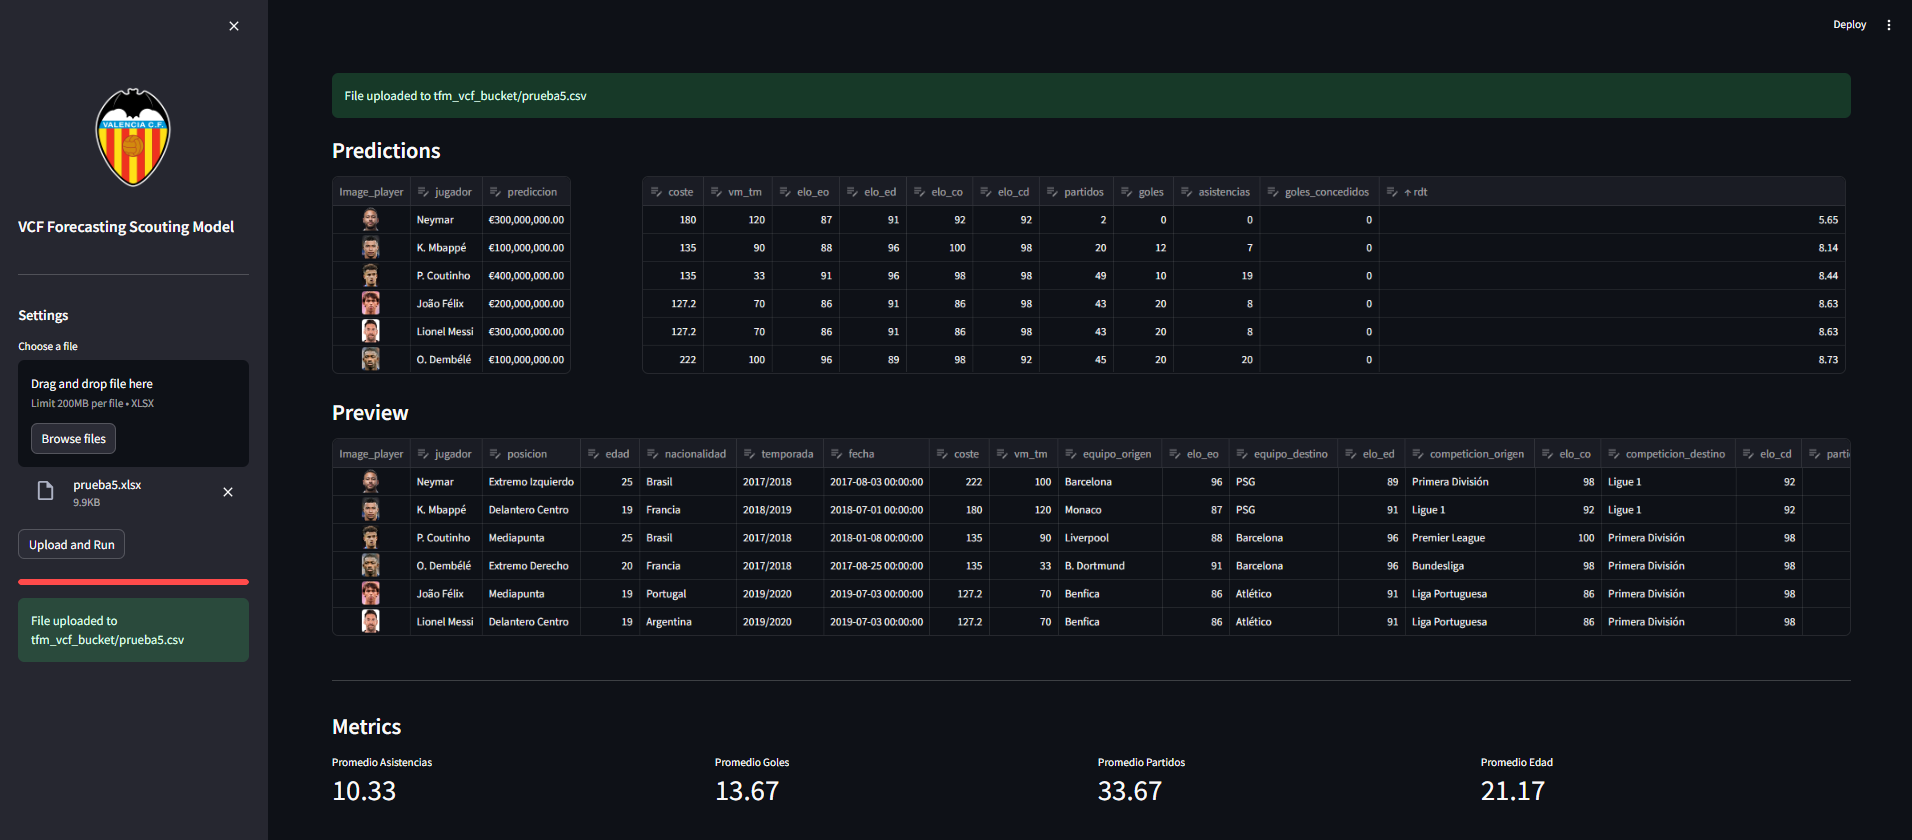 Deploy
VALENCIA C.F.
VCF Forecasting Scouting Model
Settings
Choose a file
Drag and drop file here
Limit 200MB per file • XLSX
Browse files
prueba5.xlsx
9.9KB
Upload and Run
File uploaded to
tfm_vcf_bucket/prueba5.csv
File uploaded to tfm_vcf_bucket/prueba5.csv
Predictions
Image_player jugador prediccion
Neymar €300,000,000.00
K. Mbappé €100,000,000.00
P. Coutinho €400,000,000.00
João Félix €200,000,000.00
Lionel Messi €300,000,000.00
O. Dembélé €100,000,000.00
coste vm_tm elo_eo elo_ed elo_co elo_cd partidos goles asistencias goles_concedidos ↑ rdt
180 120 87 91 92 92 2 0 0 0 5.65
135 90 88 96 100 98 20 12 7 0 8.14
135 33 91 96 98 98 49 10 19 0 8.44
127.2 70 86 91 86 98 43 20 8 0 8.63
127.2 70 86 91 86 98 43 20 8 0 8.63
222 100 96 89 98 92 45 20 20 0 8.73
Preview
Image_player jugador posicion edad nacionalidad temporada fecha coste vm_tm equipo_origen elo_eo equipo_destino elo_ed competicion_origen elo_co competicion_destino elo_cd parti
Neymar Extremo Izquierdo 25 Brasil 2017/2018 2017-08-03 00:00:00 222 100 Barcelona 96 PSG 89 Primera División 98 Ligue 1 92
K. Mbappé Delantero Centro 19 Francia 2018/2019 2018-07-01 00:00:00 180 120 Monaco 87 PSG 91 Ligue 1 92 Ligue 1 92
P. Coutinho Mediapunta 25 Brasil 2017/2018 2018-01-08 00:00:00 135 90 Liverpool 88 Barcelona 96 Premier League 100 Primera División 98
O. Dembélé Extremo Derecho 20 Francia 2017/2018 2017-08-25 00:00:00 135 33 B. Dortmund 91 Barcelona 96 Bundesliga 98 Primera División 98
João Félix Mediapunta 19 Portugal 2019/2020 2019-07-03 00:00:00 127.2 70 Benfica 86 Atlético 91 Liga Portuguesa 86 Primera División 98
Lionel Messi Delantero Centro 19 Argentina 2019/2020 2019-07-03 00:00:00 127.2 70 Benfica 86 Atlético 91 Liga Portuguesa 86 Primera División 98
Metrics
Promedio Asistencias
10.33
Promedio Goles
13.67
Promedio Partidos
33.67
Promedio Edad
21.17